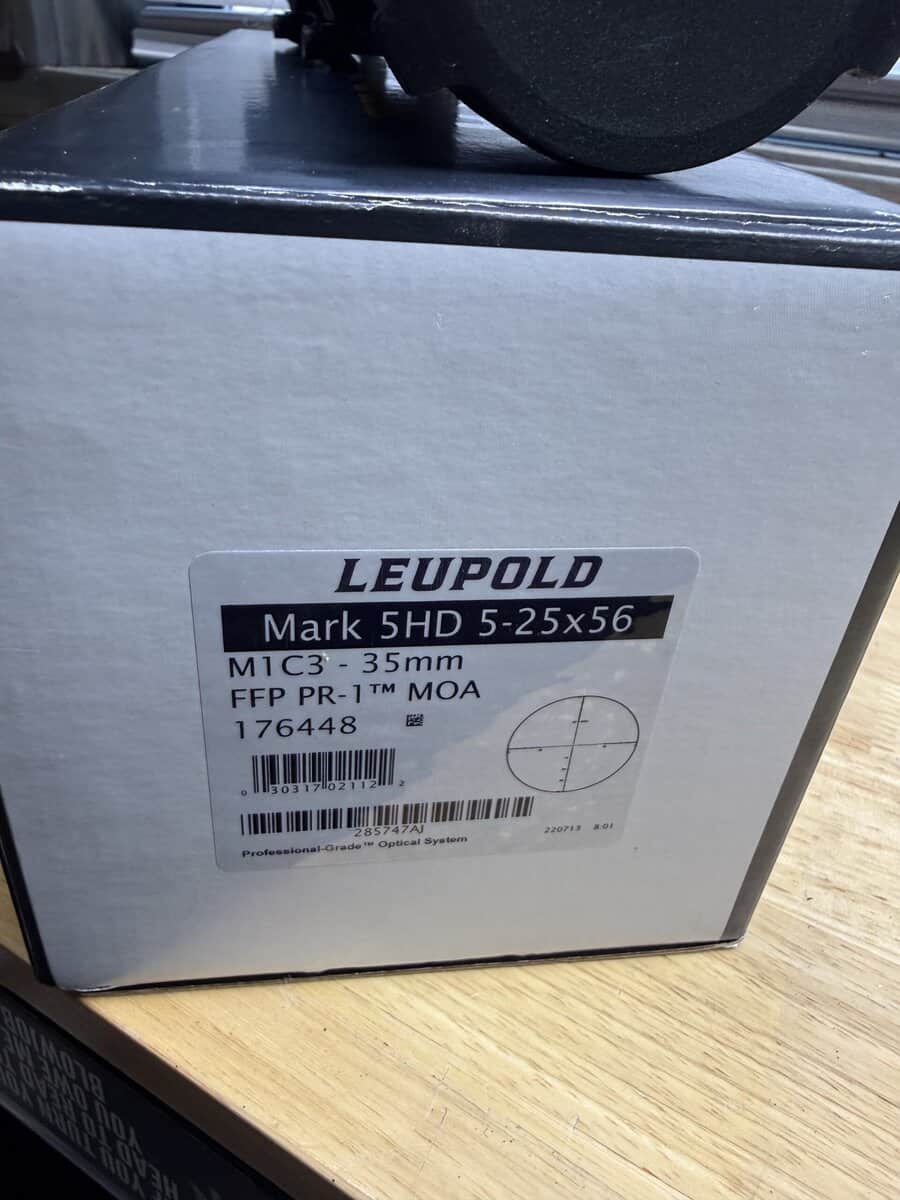 LEUPOLD
Mark 5HD 5-25x56
M1C3 - 35mm
FFP PR-1™ MOA
176448
0 30317 02112 2
285747AJ
220713 8.01
Professional-Grade™ Optical System